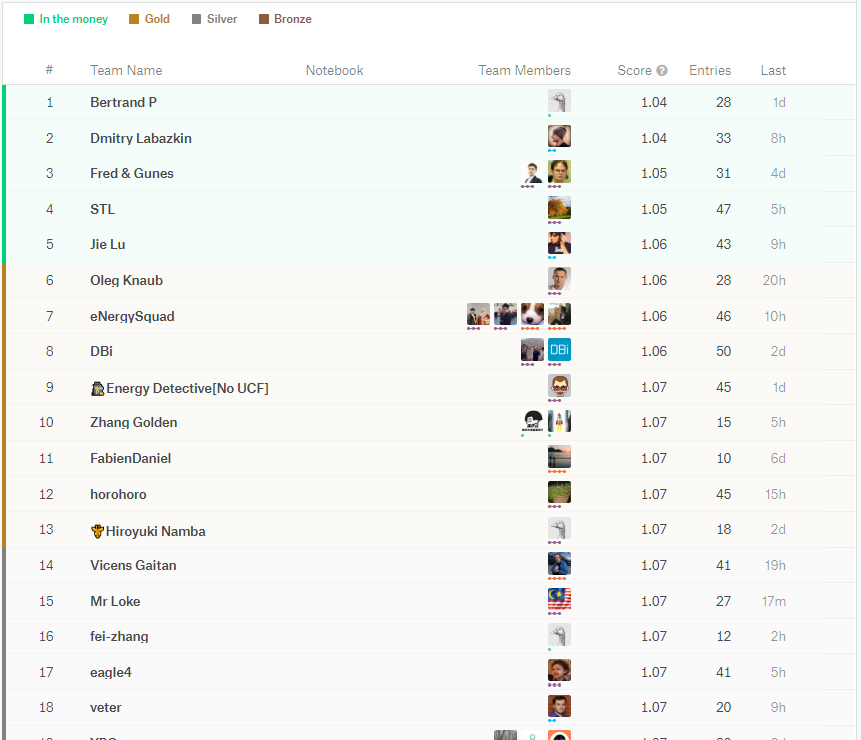 In the money Gold Silver Bronze
# Team Name Notebook Team Members Score ? Entries Last
1 Bertrand P 1.04 28 1d
2 Dmitry Labazkin 1.04 33 8h
3 Fred & Gunes 1.05 31 4d
4 STL 1.05 47 5h
5 Jie Lu 1.06 43 9h
6 Oleg Knaub 1.06 28 20h
7 eNergySquad 1.06 46 10h
8 DBi DBi 1.06 50 2d
9 Energy Detective[No UCF] 1.07 45 1d
10 Zhang Golden 1.07 15 5h
11 FabienDaniel 1.07 10 6d
12 horohoro 1.07 45 15h
13 Hiroyuki Namba 1.07 18 2d
14 Vicens Gaitan 1.07 41 19h
15 Mr Loke 1.07 27 17m
16 fei-zhang 1.07 12 2h
17 eagle4 1.07 41 5h
18 veter 1.07 20 9h